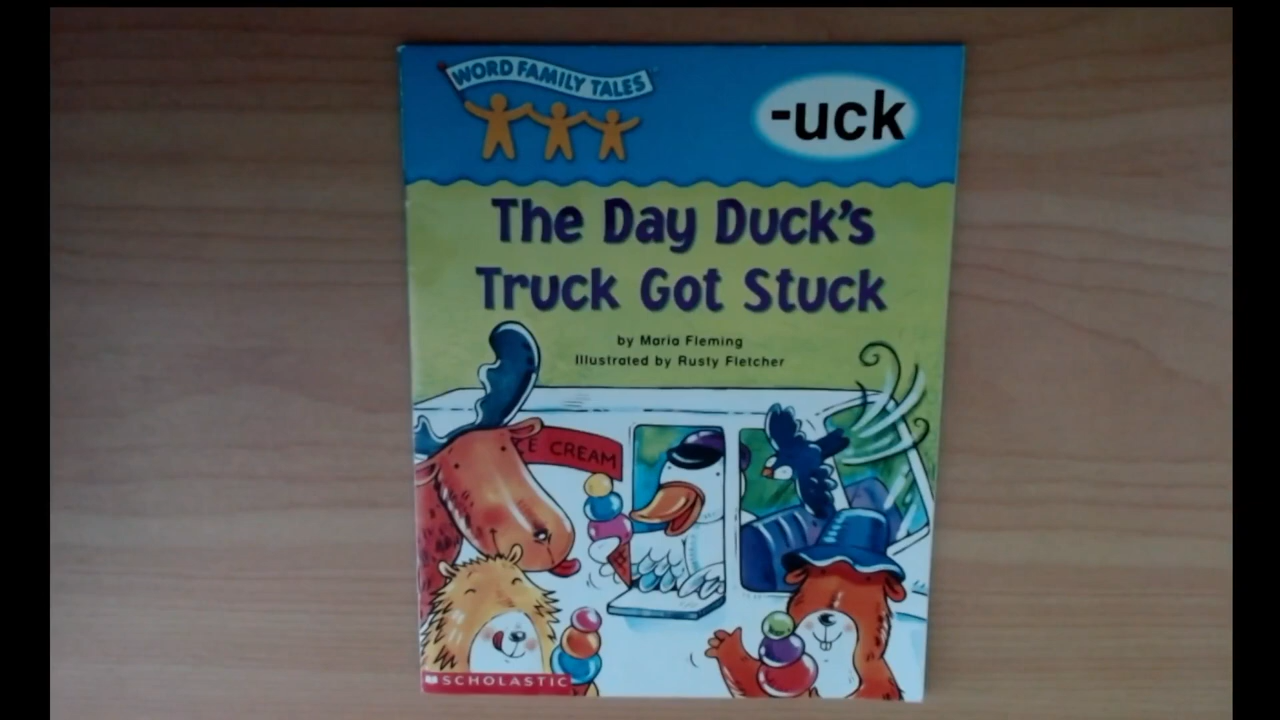 WORD FAMILY TALES
-uck
The Day Duck's
Truck Got Stuck
by Maria Fleming
Illustrated by Rusty Fletcher
CREAM
SCHOLASTIC